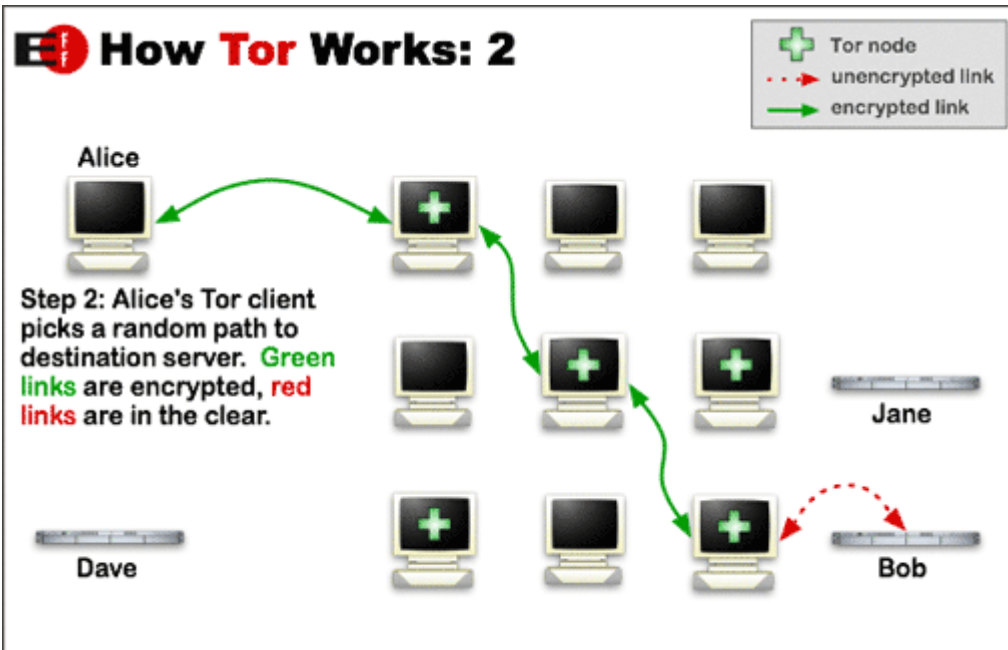 EFF How Tor Works: 2
Tor node
unencrypted link
encrypted link
Alice
Step 2: Alice's Tor client
picks a random path to
destination server. Green
links are encrypted, red
links are in the clear.
Jane
Dave
Bob